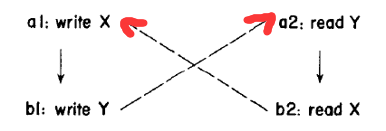 a1: write X
a2: read Y
b1: write Y
b2: read X